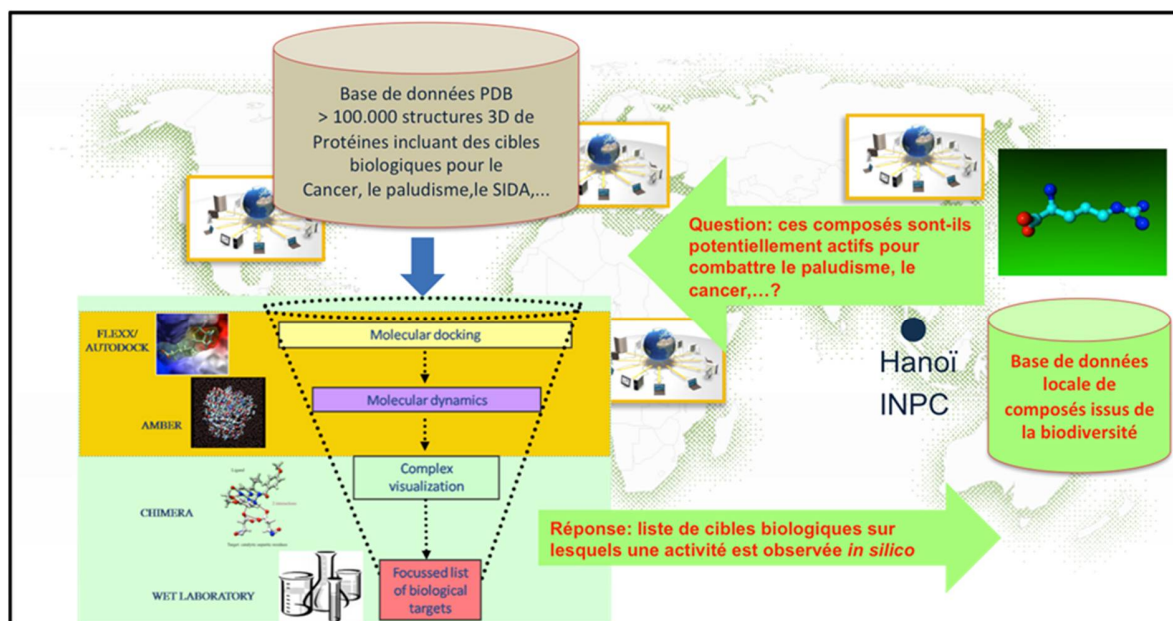 Base de données PDB
> 100.000 structures 3D de
Protéines incluant des cibles
biologiques pour le
Cancer, le paludisme,le SIDA,...
Question: ces composés sont-ils
potentiellement actifs pour
combattre le paludisme, le
cancer,...?
Hanoï
INPC
Base de données
locale de
composés issus de
la biodiversité
FLEXX/
AUTODOCK
Molecular docking
Molecular dynamics
AMBER
Complex
visualization
CHIMERA
Ligand
Réponse: liste de cibles biologiques sur
lesquels une activité est observée in silico
WET LABORATORY
Focussed list
of biological
targets